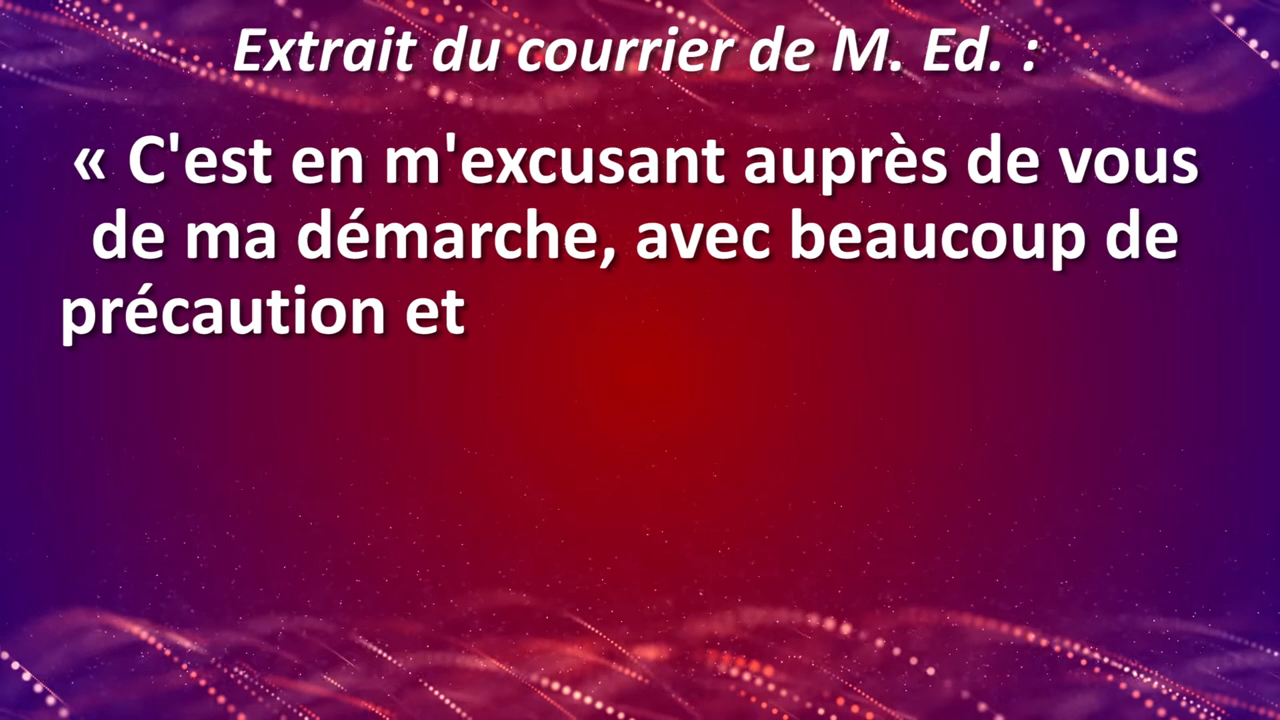 Extrait du courrier de M. Ed. :
« C'est en m'excusant auprès de vous
de ma démarche, avec beaucoup de
précaution et